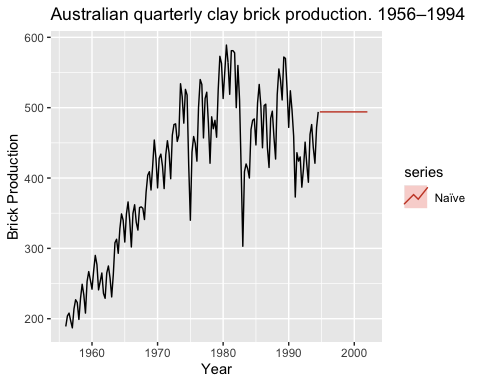 Australian quarterly clay brick production. 1956–1994
600
500
400
300
200
Brick Production
1960
1970
1980
1990
2000
Year
series
Naïve